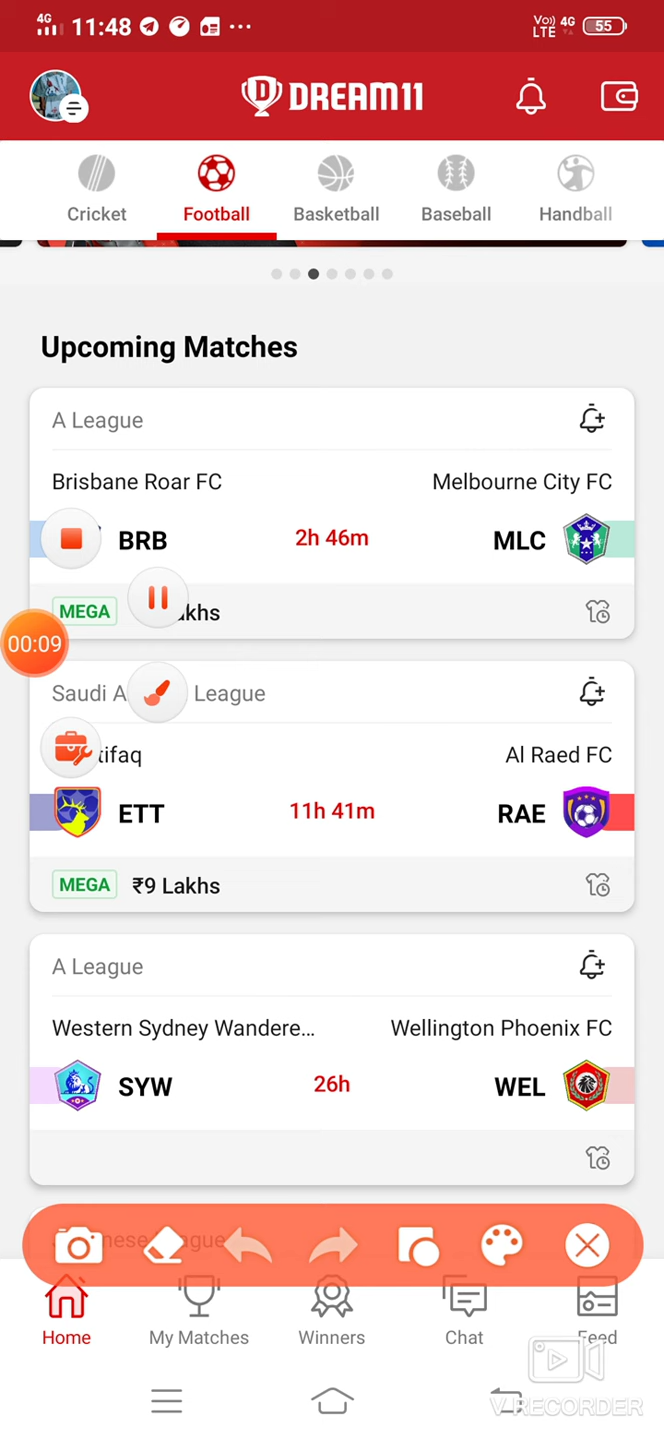 4G 11:48 Vo)) 4G LTE 55
DREAM11
Cricket Football Basketball Baseball Handball
Upcoming Matches
A League
Brisbane Roar FC Melbourne City FC
BRB 2h 46m MLC
MEGA
00:09
Saudi A League
Al Raed FC
ETT 11h 41m RAE
MEGA ₹9 Lakhs
A League
Western Sydney Wandere... Wellington Phoenix FC
SYW 26h WEL
Home My Matches Winners Chat Feed
V RECORDER